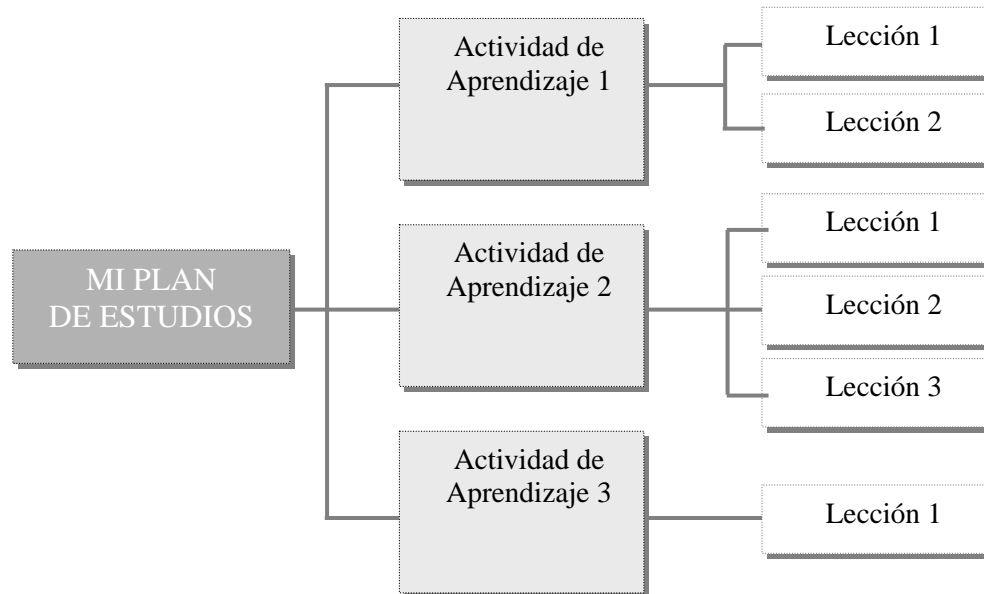 MI PLAN
DE ESTUDIOS
Actividad de
Aprendizaje 1
Lección 1
Lección 2
Actividad de
Aprendizaje 2
Lección 1
Lección 2
Lección 3
Actividad de
Aprendizaje 3
Lección 1